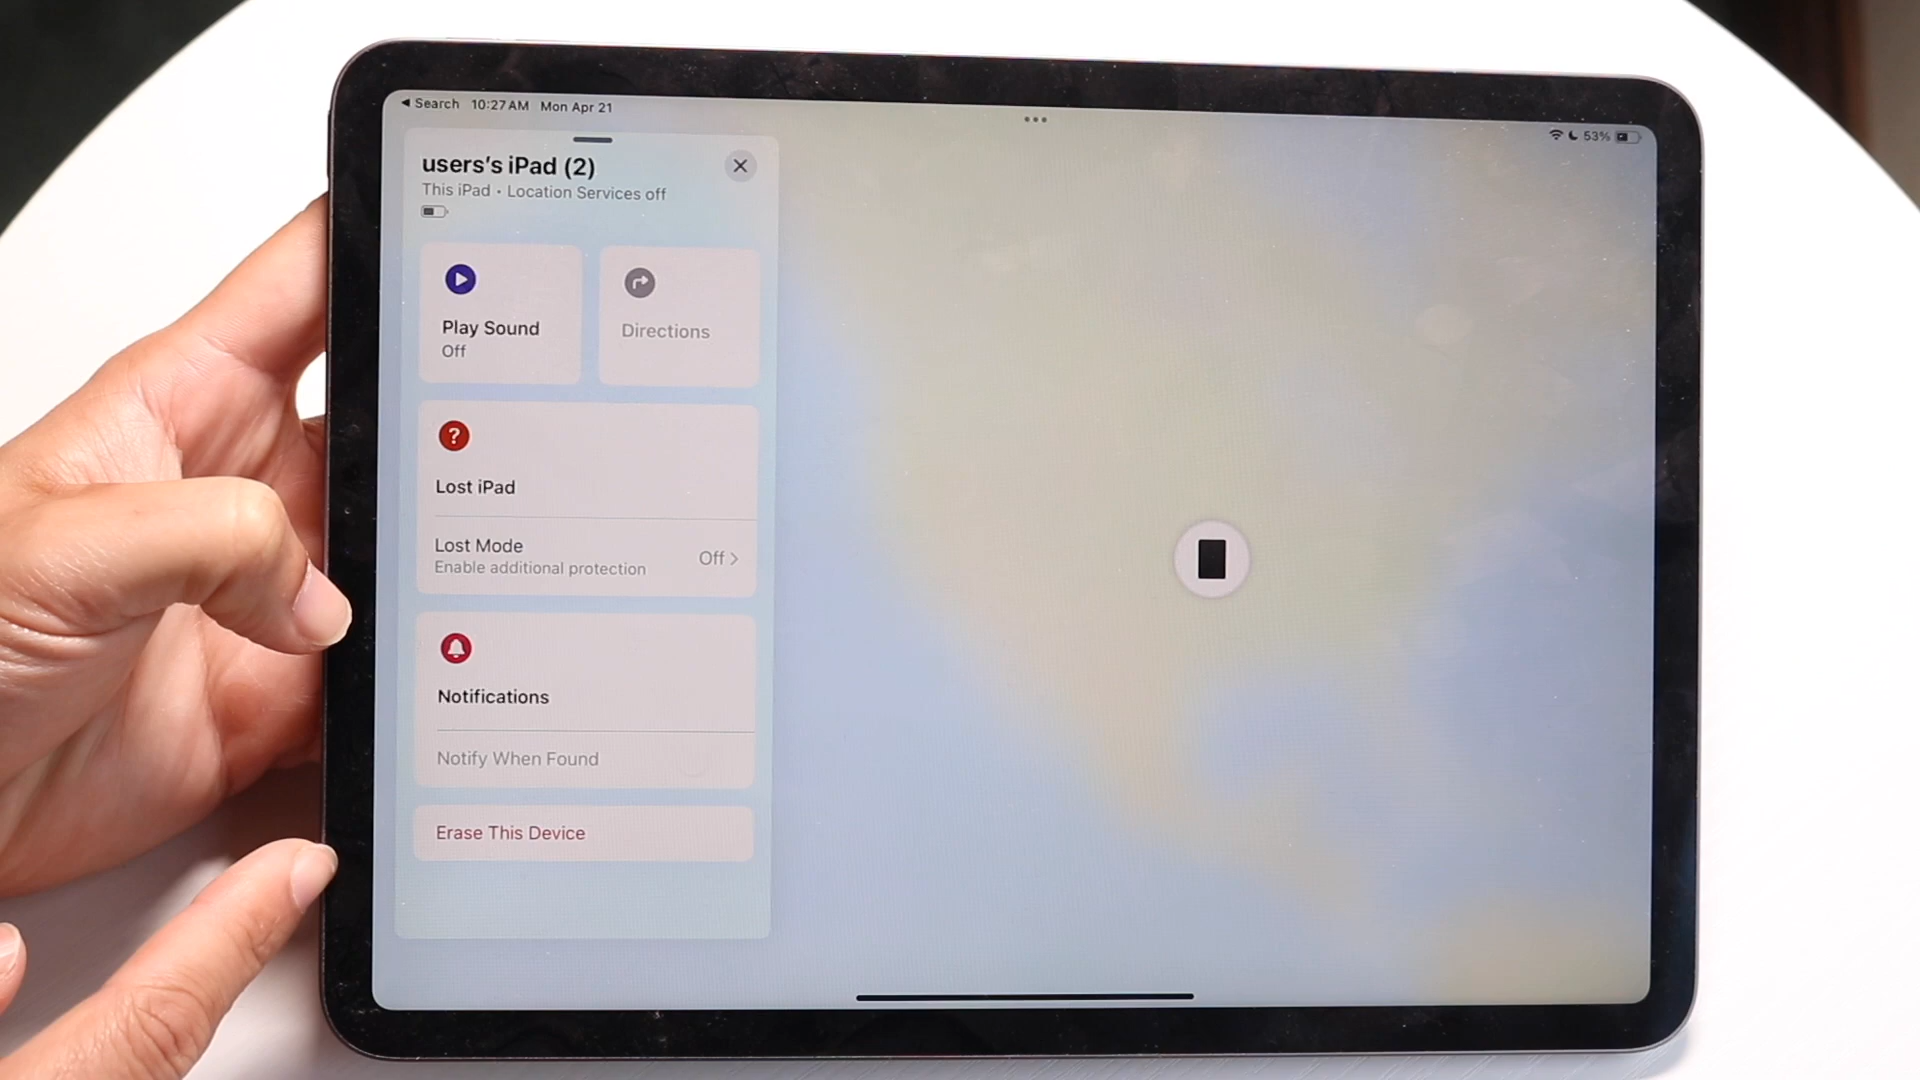 ◀ Search 10:27 AM Mon Apr 21
53%
users's iPad (2)
This iPad • Location Services off
Play Sound
Off
Directions
Lost iPad
Lost Mode
Enable additional protection
Off >
Notifications
Notify When Found
Erase This Device